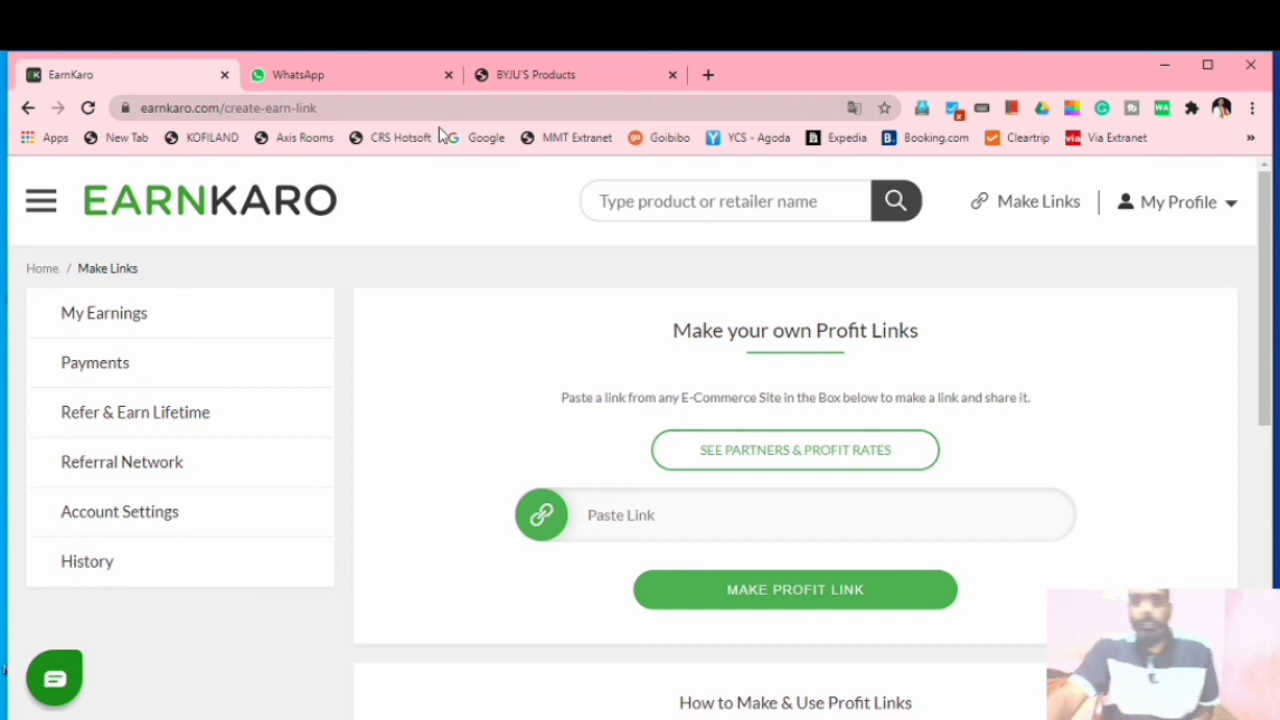 EarnKaro
WhatsApp
BYJU'S Products
earnkaro.com/create-earn-link
Apps
New Tab
KOFILAND
Axis Rooms
CRS Hotsoft
Google
MMT Extranet
Goibibo
YCS - Agoda
Expedia
Booking.com
Cleartrip
Via Extranet
EARNKARO
Type product or retailer name
Make Links
My Profile
Home / Make Links
My Earnings
Payments
Refer & Earn Lifetime
Referral Network
Account Settings
History
Make your own Profit Links
Paste a link from any E-Commerce Site in the Box below to make a link and share it.
SEE PARTNERS & PROFIT RATES
Paste Link
MAKE PROFIT LINK
How to Make & Use Profit Links